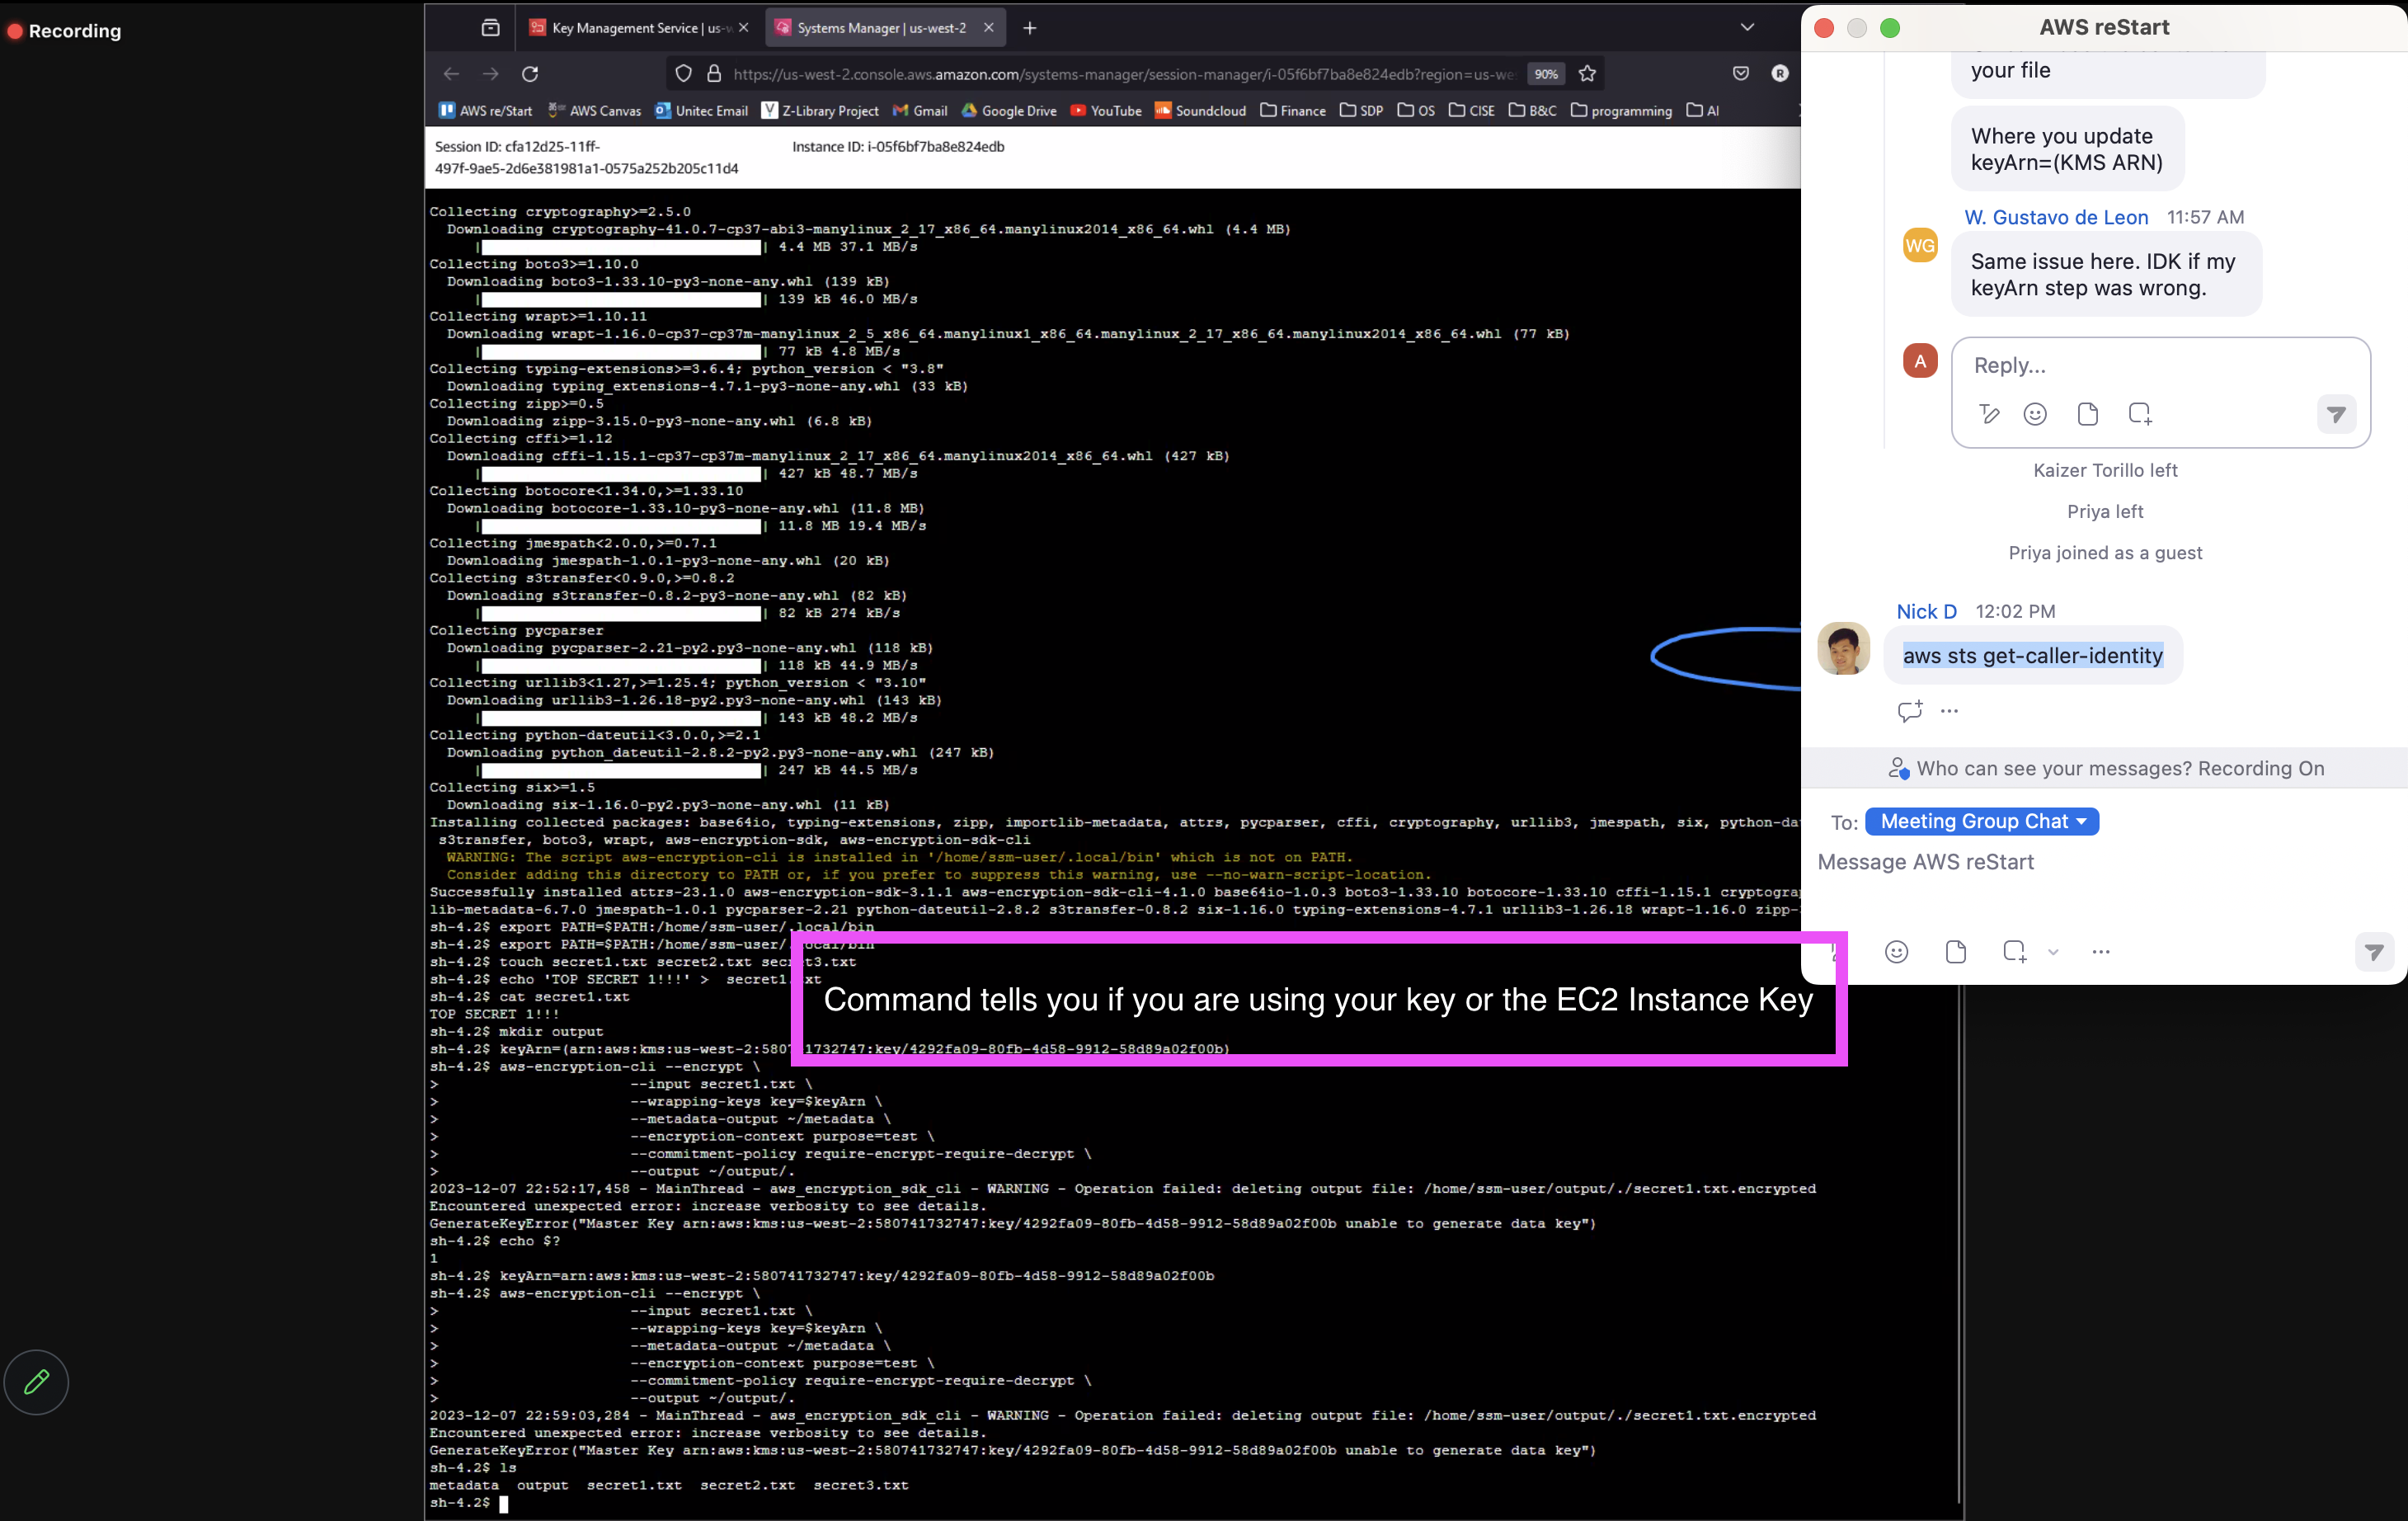 Recording
Key Management Service | us-w
Systems Manager | us-west-2
https://us-west-2.console.aws.amazon.com/systems-manager/session-manager/i-05f6bf7ba8e824edb?region=us-we
90%
R
AWS re/Start
AWS Canvas
Unitec Email
Z-Library Project
Gmail
Google Drive
YouTube
Soundcloud
Finance
SDP
OS
CISE
B&C
programming
AI
Session ID: cfa12d25-11ff-
497f-9ae5-2d6e381981a1-0575a252b205c11d4
Instance ID: i-05f6bf7ba8e824edb
Collecting cryptography>=2.5.0
Downloading cryptography-41.0.7-cp37-abi3-manylinux_2_17_x86_64.manylinux2014_x86_64.whl (4.4 MB)
| 4.4 MB 37.1 MB/s
Collecting boto3>=1.10.0
Downloading boto3-1.33.10-py3-none-any.whl (139 kB)
| 139 kB 46.0 MB/s
Collecting wrapt>=1.10.11
Downloading wrapt-1.16.0-cp37-cp37m-manylinux_2_5_x86_64.manylinux1_x86_64.manylinux_2_17_x86_64.manylinux2014_x86_64.whl (77 kB)
| 77 kB 4.8 MB/s
Collecting typing-extensions>=3.6.4; python_version < "3.8"
Downloading typing_extensions-4.7.1-py3-none-any.whl (33 kB)
Collecting zipp>=0.5
Downloading zipp-3.15.0-py3-none-any.whl (6.8 kB)
Collecting cffi>=1.12
Downloading cffi-1.15.1-cp37-cp37m-manylinux_2_17_x86_64.manylinux2014_x86_64.whl (427 kB)
| 427 kB 48.7 MB/s
Collecting botocore<1.34.0,>=1.33.10
Downloading botocore-1.33.10-py3-none-any.whl (11.8 MB)
| 11.8 MB 19.4 MB/s
Collecting jmespath<2.0.0,>=0.7.1
Downloading jmespath-1.0.1-py3-none-any.whl (20 kB)
Collecting s3transfer<0.9.0,>=0.8.2
Downloading s3transfer-0.8.2-py3-none-any.whl (82 kB)
| 82 kB 274 kB/s
Collecting pycparser
Downloading pycparser-2.21-py2.py3-none-any.whl (118 kB)
| 118 kB 44.9 MB/s
Collecting urllib3<1.27,>=1.25.4; python_version < "3.10"
Downloading urllib3-1.26.18-py2.py3-none-any.whl (143 kB)
| 143 kB 48.2 MB/s
Collecting python-dateutil<3.0.0,>=2.1
Downloading python_dateutil-2.8.2-py2.py3-none-any.whl (247 kB)
| 247 kB 44.5 MB/s
Collecting six>=1.5
Downloading six-1.16.0-py2.py3-none-any.whl (11 kB)
Installing collected packages: base64io, typing-extensions, zipp, importlib-metadata, attrs, pycparser, cffi, cryptography, urllib3, jmespath, six, python-da
s3transfer, boto3, wrapt, aws-encryption-sdk, aws-encryption-sdk-cli
WARNING: The script aws-encryption-cli is installed in '/home/ssm-user/.local/bin' which is not on PATH.
Consider adding this directory to PATH or, if you prefer to suppress this warning, use --no-warn-script-location.
Successfully installed attrs-23.1.0 aws-encryption-sdk-3.1.1 aws-encryption-sdk-cli-4.1.0 base64io-1.0.3 boto3-1.33.10 botocore-1.33.10 cffi-1.15.1 cryptogra
lib-metadata-6.7.0 jmespath-1.0.1 pycparser-2.21 python-dateutil-2.8.2 s3transfer-0.8.2 six-1.16.0 typing-extensions-4.7.1 urllib3-1.26.18 wrapt-1.16.0 zipp-
sh-4.2$ export PATH=$PATH:/home/ssm-user/.local/bin
sh-4.2$ export PATH=$PATH:/home/ssm-user/.local/bin
sh-4.2$ touch secret1.txt secret2.txt secret3.txt
sh-4.2$ echo 'TOP SECRET 1!!!' > secret1.txt
sh-4.2$ cat secret1.txt
TOP SECRET 1!!!
sh-4.2$ mkdir output
sh-4.2$ keyArn=(arn:aws:kms:us-west-2:580741732747:key/4292fa09-80fb-4d58-9912-58d89a02f00b)
sh-4.2$ aws-encryption-cli --encrypt \
> --input secret1.txt \
> --wrapping-keys key=$keyArn \
> --metadata-output ~/metadata \
> --encryption-context purpose=test \
> --commitment-policy require-encrypt-require-decrypt \
> --output ~/output/.
2023-12-07 22:52:17,458 - MainThread - aws_encryption_sdk_cli - WARNING - Operation failed: deleting output file: /home/ssm-user/output/./secret1.txt.encrypted
Encountered unexpected error: increase verbosity to see details.
GenerateKeyError("Master Key arn:aws:kms:us-west-2:580741732747:key/4292fa09-80fb-4d58-9912-58d89a02f00b unable to generate data key")
sh-4.2$ echo $?
1
sh-4.2$ keyArn=arn:aws:kms:us-west-2:580741732747:key/4292fa09-80fb-4d58-9912-58d89a02f00b
sh-4.2$ aws-encryption-cli --encrypt \
> --input secret1.txt \
> --wrapping-keys key=$keyArn \
> --metadata-output ~/metadata \
> --encryption-context purpose=test \
> --commitment-policy require-encrypt-require-decrypt \
> --output ~/output/.
2023-12-07 22:59:03,284 - MainThread - aws_encryption_sdk_cli - WARNING - Operation failed: deleting output file: /home/ssm-user/output/./secret1.txt.encrypted
Encountered unexpected error: increase verbosity to see details.
GenerateKeyError("Master Key arn:aws:kms:us-west-2:580741732747:key/4292fa09-80fb-4d58-9912-58d89a02f00b unable to generate data key")
sh-4.2$ ls
metadata output secret1.txt secret2.txt secret3.txt
sh-4.2$
Command tells you if you are using your key or the EC2 Instance Key
AWS reStart
your file
Where you update
keyArn=(KMS ARN)
W. Gustavo de Leon 11:57 AM
WG
Same issue here. IDK if my
keyArn step was wrong.
A
Reply...
Kaizer Torillo left
Priya left
Priya joined as a guest
Nick D 12:02 PM
aws sts get-caller-identity
Who can see your messages? Recording On
To: Meeting Group Chat
Message AWS reStart